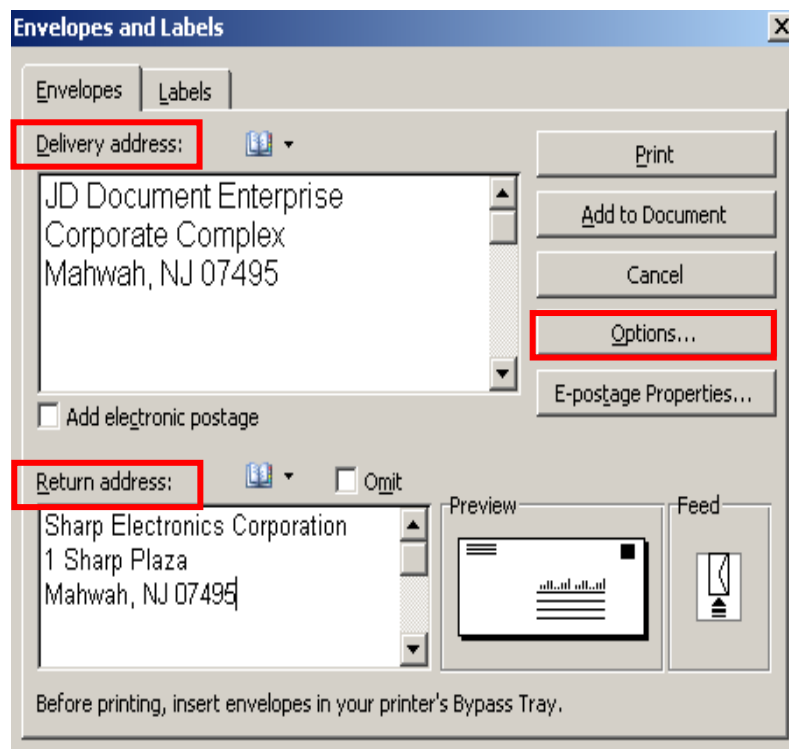 Envelopes and Labels
Envelopes
Labels
Delivery address:
Print
JD Document Enterprise
Corporate Complex
Mahwah, NJ 07495
Add to Document
Cancel
Options...
E-postage Properties...
Add electronic postage
Return address:
Omit
Sharp Electronics Corporation
1 Sharp Plaza
Mahwah, NJ 07495
Preview
Feed
Before printing, insert envelopes in your printer's Bypass Tray.